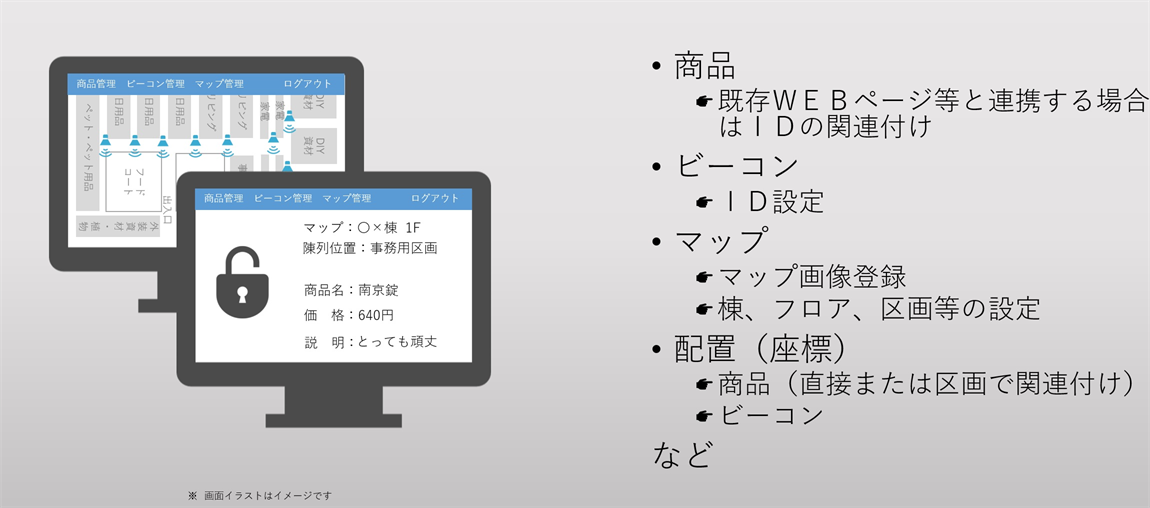 商品管理 ビーコン管理 マップ管理 ログアウト
ペット・ペット用品
日用品
日用品
日用品
リビング
リビング
家電
家電
DIY
資材
DIY
資材
フード
コート
出入口
事
外装資材・植物
商品管理 ビーコン管理 マップ管理 ログアウト
マップ：〇×棟 1F
陳列位置：事務用区画
商品名：南京錠
価　格：640円
説　明：とっても頑丈
※ 画面イラストはイメージです
• 商品
☛既存ＷＥＢページ等と連携する場合
はＩＤの関連付け
• ビーコン
☛ＩＤ設定
• マップ
☛マップ画像登録
☛棟、フロア、区画等の設定
• 配置（座標）
☛商品（直接または区画で関連付け）
☛ビーコン
など